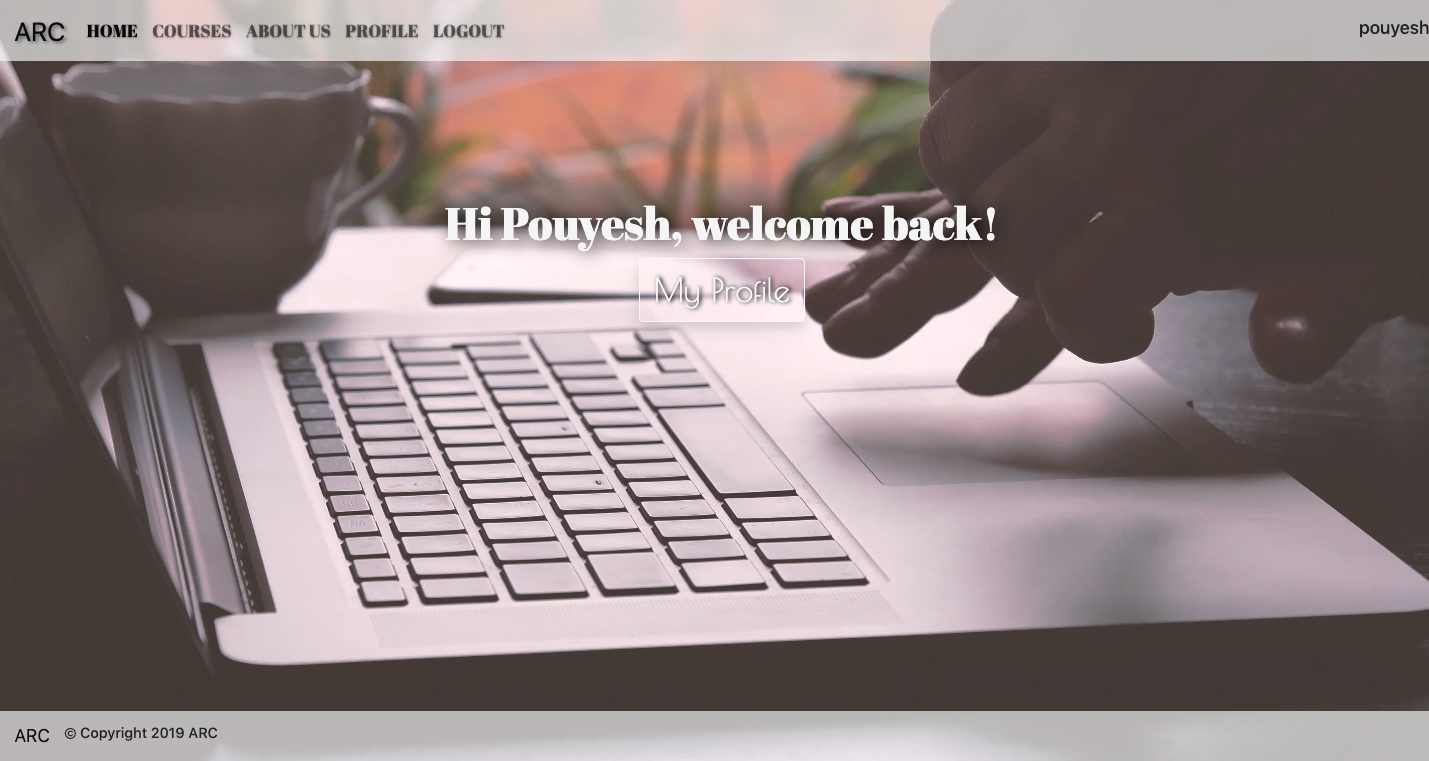 ARC HOME COURSES ABOUT US PROFILE LOGOUT pouyesh
Hi Pouyesh, welcome back!
My Profile
ARC © Copyright 2019 ARC